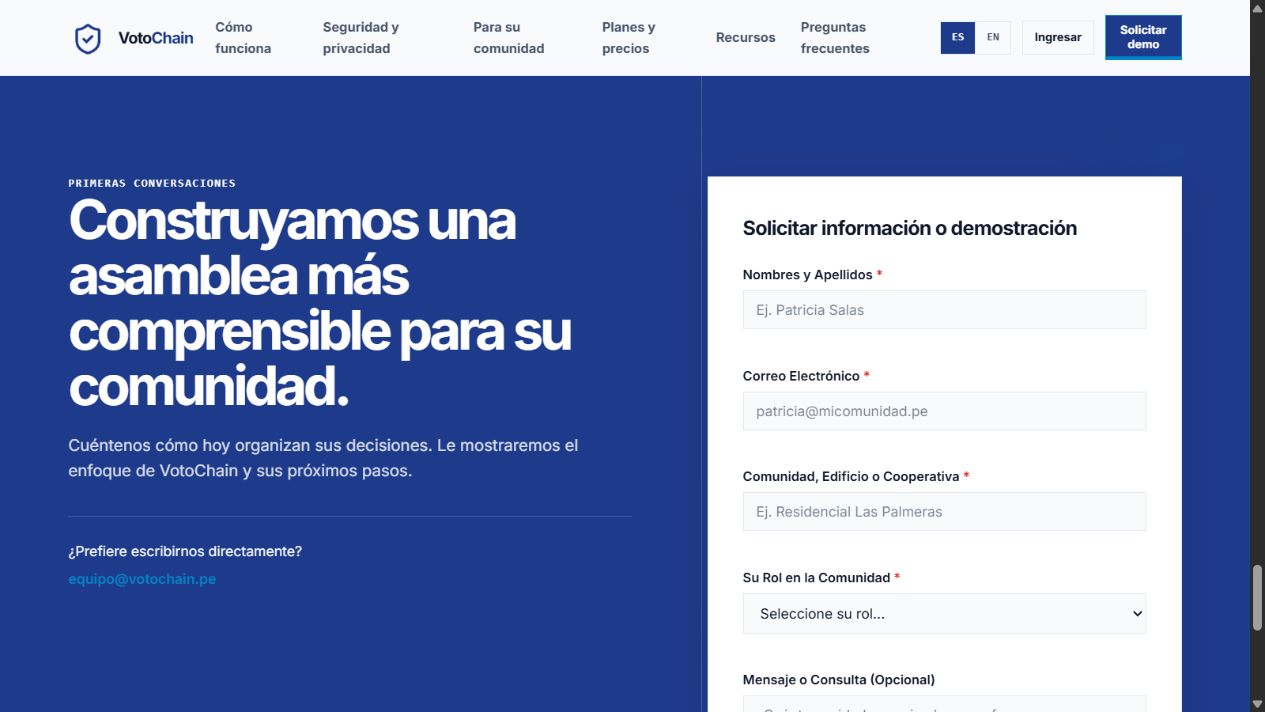 VotoChain
Cómo
funciona
Seguridad y
privacidad
Para su
comunidad
Planes y
precios
Recursos
Preguntas
frecuentes
ES
EN
Ingresar
Solicitar
demo
PRIMERAS CONVERSACIONES
Construyamos una
asamblea más
comprensible para su
comunidad.
Cuéntenos cómo hoy organizan sus decisiones. Le mostraremos el
enfoque de VotoChain y sus próximos pasos.
¿Prefiere escribirnos directamente?
equipo@votochain.pe
Solicitar información o demostración
Nombres y Apellidos *
Ej. Patricia Salas
Correo Electrónico *
patricia@micomunidad.pe
Comunidad, Edificio o Cooperativa *
Ej. Residencial Las Palmeras
Su Rol en la Comunidad *
Seleccione su rol...
Mensaje o Consulta (Opcional)